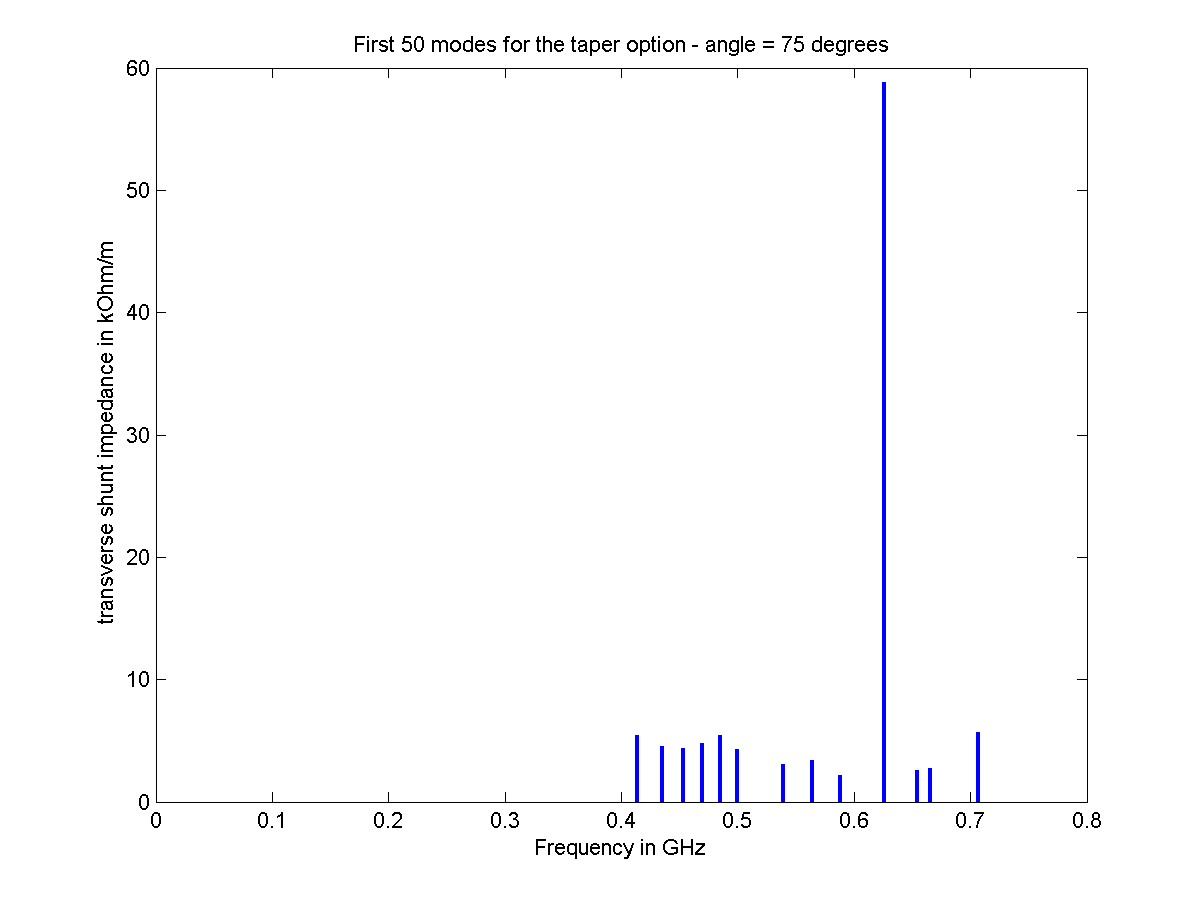 First 50 modes for the taper option - angle = 75 degrees
60
50
40
30
20
10
0
transverse shunt impedance in kOhm/m
0 0.1 0.2 0.3 0.4 0.5 0.6 0.7 0.8
Frequency in GHz